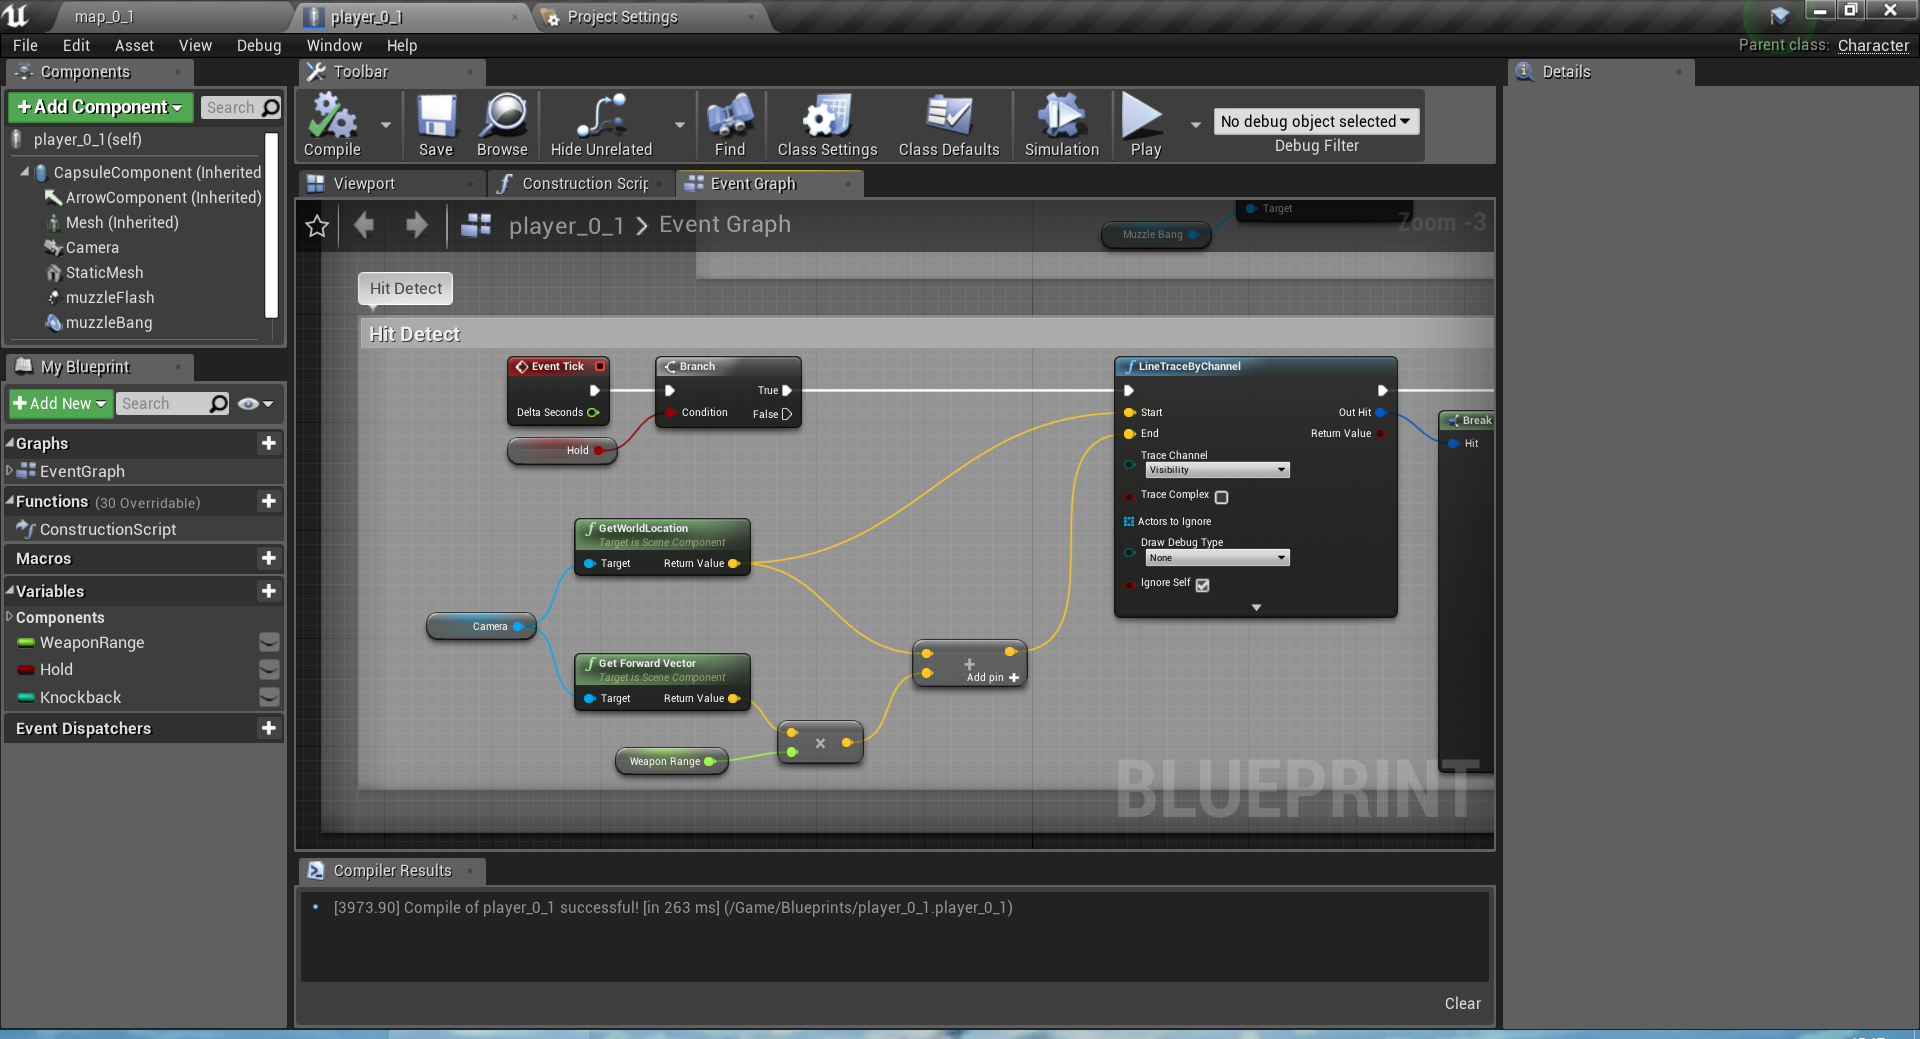 map_0_1
player_0_1
Project Settings
File Edit Asset View Debug Window Help
Parent class: Character
Components
Toolbar
Details
+Add Component
Search
player_0_1(self)
CapsuleComponent (Inherited
ArrowComponent (Inherited)
Mesh (Inherited)
Camera
StaticMesh
muzzleFlash
muzzleBang
Compile
Save
Browse
Hide Unrelated
Find
Class Settings
Class Defaults
Simulation
Play
No debug object selected
Debug Filter
Viewport
Construction Scrip
Event Graph
player_0_1 > Event Graph
Zoom -3
Muzzle Bang
Target
Hit Detect
Hit Detect
Event Tick
Delta Seconds
Hold
Branch
True
Condition
False
LineTraceByChannel
Start
Out Hit
End
Return Value
Trace Channel
Visibility
Trace Complex
Actors to Ignore
Draw Debug Type
None
Ignore Self
Break
Hit
GetWorldLocation
Target is Scene Component
Target
Return Value
Camera
Get Forward Vector
Target is Scene Component
Target
Return Value
Weapon Range
×
+
Add pin +
BLUEPRINT
My Blueprint
+Add New
Search
Graphs
EventGraph
Functions (30 Overridable)
ConstructionScript
Macros
Variables
Components
WeaponRange
Hold
Knockback
Event Dispatchers
Compiler Results
[3973.90] Compile of player_0_1 successful! [in 263 ms] (/Game/Blueprints/player_0_1.player_0_1)
Clear